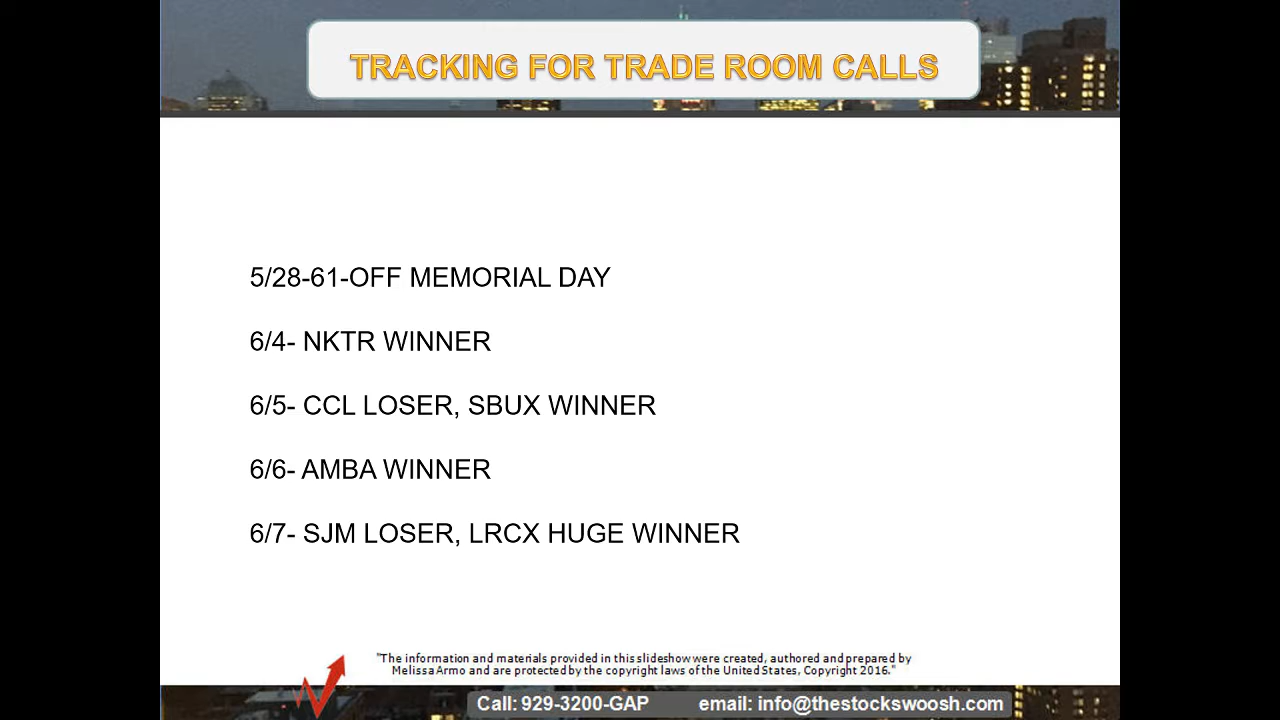 TRACKING FOR TRADE ROOM CALLS
5/28-61-OFF MEMORIAL DAY
6/4- NKTR WINNER
6/5- CCL LOSER, SBUX WINNER
6/6- AMBA WINNER
6/7- SJM LOSER, LRCX HUGE WINNER
"The information and materials provided in this slideshow were created, authored and prepared by
Melissa Armo and are protected by the copyright laws of the United States, Copyright 2016."
Call: 929-3200-GAP email: info@thestockswoosh.com